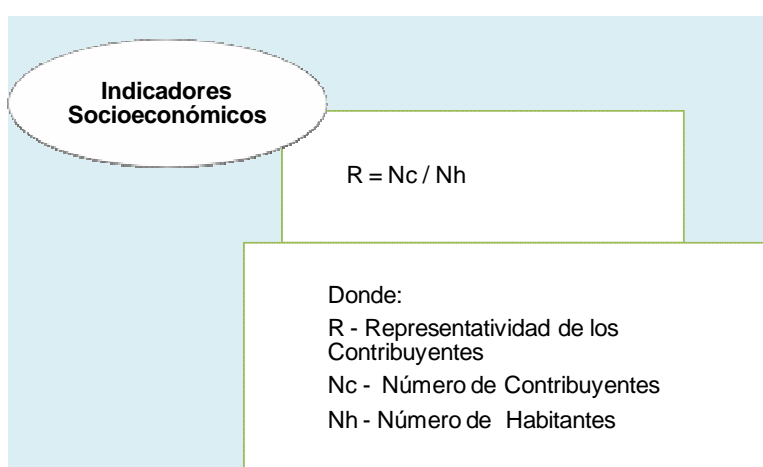 Indicadores
Socioeconómicos
R = Nc / Nh
Donde:
R - Representatividad de los
Contribuyentes
Nc - Número de Contribuyentes
Nh - Número de Habitantes